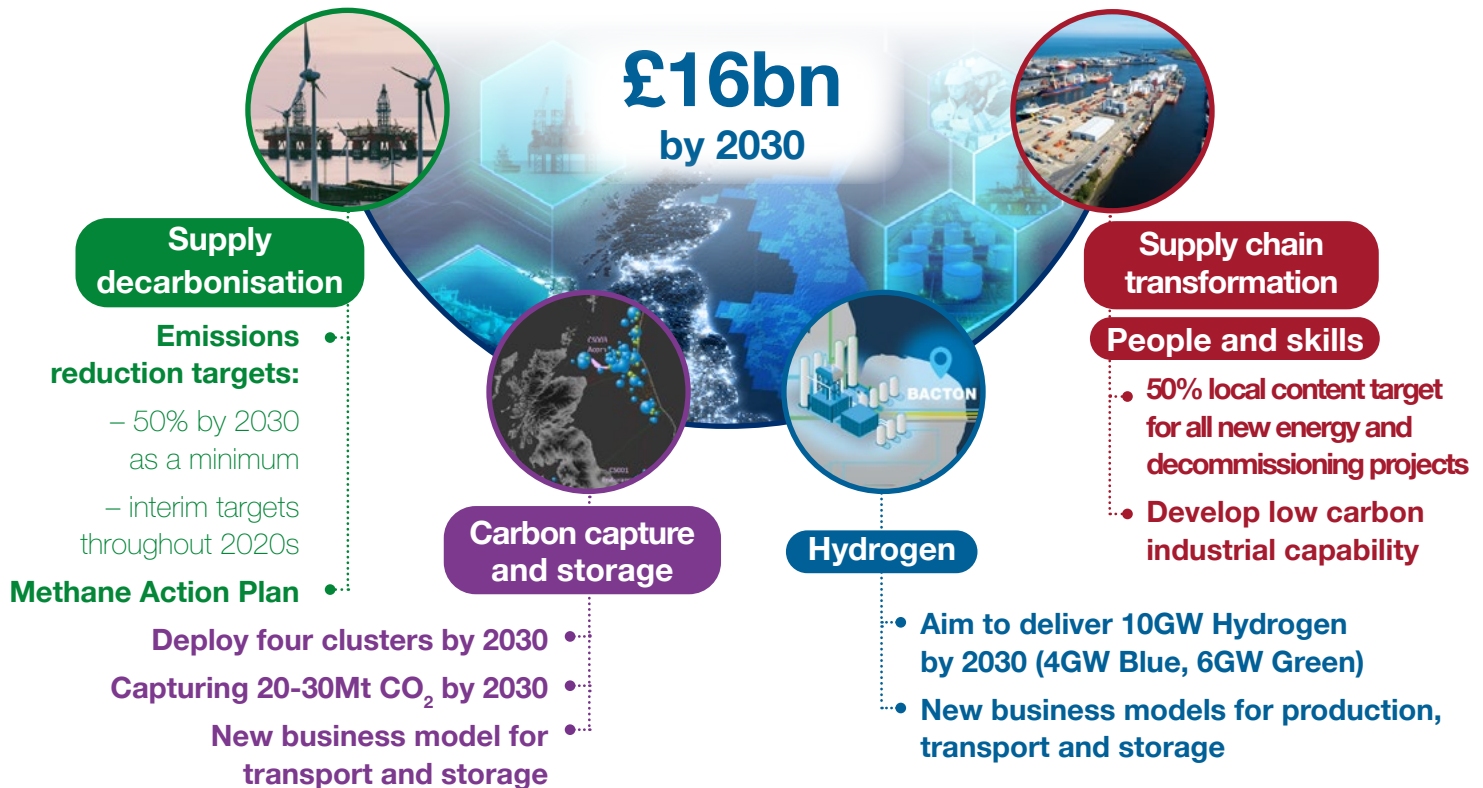 £16bn
by 2030
Supply
decarbonisation
Emissions
reduction targets:
– 50% by 2030
as a minimum
– interim targets
throughout 2020s
Methane Action Plan
CS003
CS001
Carbon capture
and storage
Deploy four clusters by 2030
Capturing 20-30Mt CO₂ by 2030
New business model for
transport and storage
BACTON
Hydrogen
Aim to deliver 10GW Hydrogen
by 2030 (4GW Blue, 6GW Green)
New business models for production,
transport and storage
Supply chain
transformation
People and skills
50% local content target
for all new energy and
decommissioning projects
Develop low carbon
industrial capability